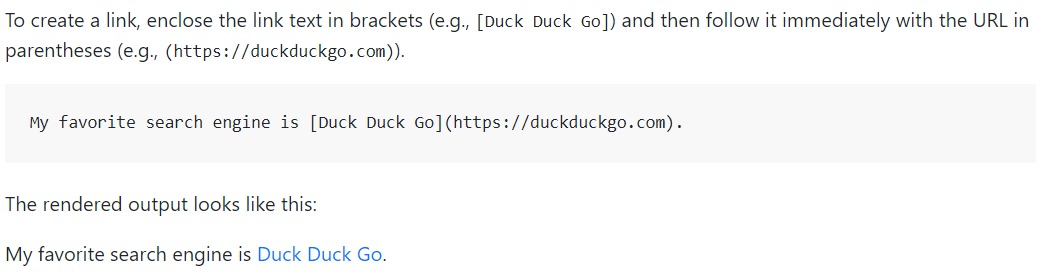 To create a link, enclose the link text in brackets (e.g., [Duck Duck Go]) and then follow it immediately with the URL in
parentheses (e.g., (https://duckduckgo.com)).
My favorite search engine is [Duck Duck Go](https://duckduckgo.com).
The rendered output looks like this:
My favorite search engine is Duck Duck Go.